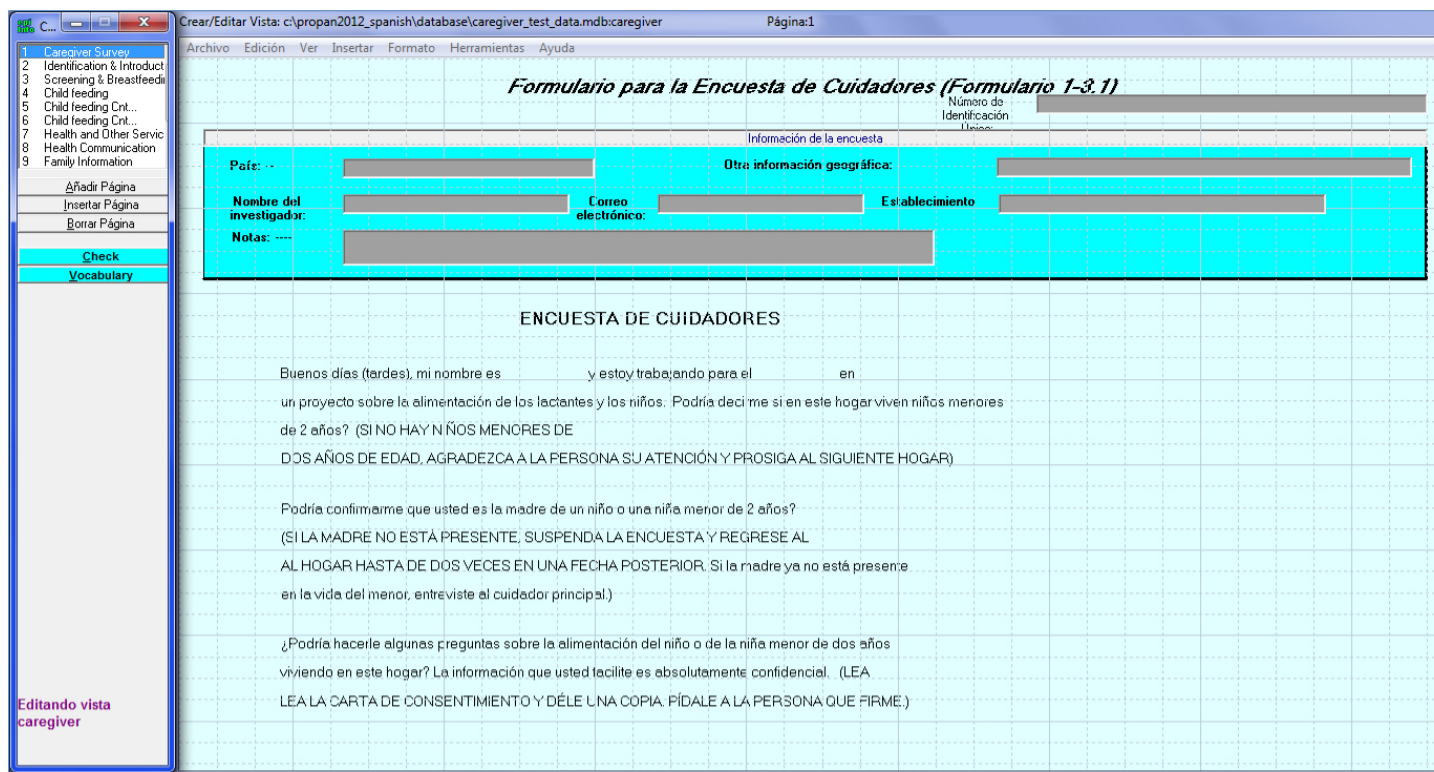 C...
Crear/Editar Vista: c:\propan2012_spanish\database\caregiver_test_data.mdb:caregiver Página:1
Archivo Edición Ver Insertar Formato Herramientas Ayuda
1 Caregiver Survey
2 Identification & Introduct
3 Screening & Breastfeedin
4 Child feeding
5 Child feeding Cnt...
6 Child feeding Cnt...
7 Health and Other Servic
8 Health Communication
9 Family Information
Añadir Página
Insertar Página
Borrar Página
Check
Vocabulary
Editando vista
caregiver
Formulario para la Encuesta de Cuidadores (Formulario 1-3.1)
Número de
Identificación
Único:
Información de la encuesta
País: --
Otra información geográfica:
Nombre del
investigador:
Correo
electrónico:
Establecimiento
Notas: ----
ENCUESTA DE CUIDADORES
Buenos días (tardes), mi nombre es y estoy trabajando para el en
un proyecto sobre la alimentación de los lactantes y los niños. Podría decirme si en este hogar viven niños menores
de 2 años? (SI NO HAY NIÑOS MENORES DE
DOS AÑOS DE EDAD, AGRADEZCA A LA PERSONA SU ATENCIÓN Y PROSIGA AL SIGUIENTE HOGAR)
Podría confirmarme que usted es la madre de un niño o una niña menor de 2 años?
(SI LA MADRE NO ESTÁ PRESENTE, SUSPENDA LA ENCUESTA Y REGRESE AL
AL HOGAR HASTA DE DOS VECES EN UNA FECHA POSTERIOR. Si la madre ya no está presente
en la vida del menor, entreviste al cuidador principal.)
¿Podría hacerle algunas preguntas sobre la alimentación del niño o de la niña menor de dos años
viviendo en este hogar? La información que usted facilite es absolutamente confidencial. (LEA
LEA LA CARTA DE CONSENTIMIENTO Y DÉLE UNA COPIA. PÍDALE A LA PERSONA QUE FIRME.)